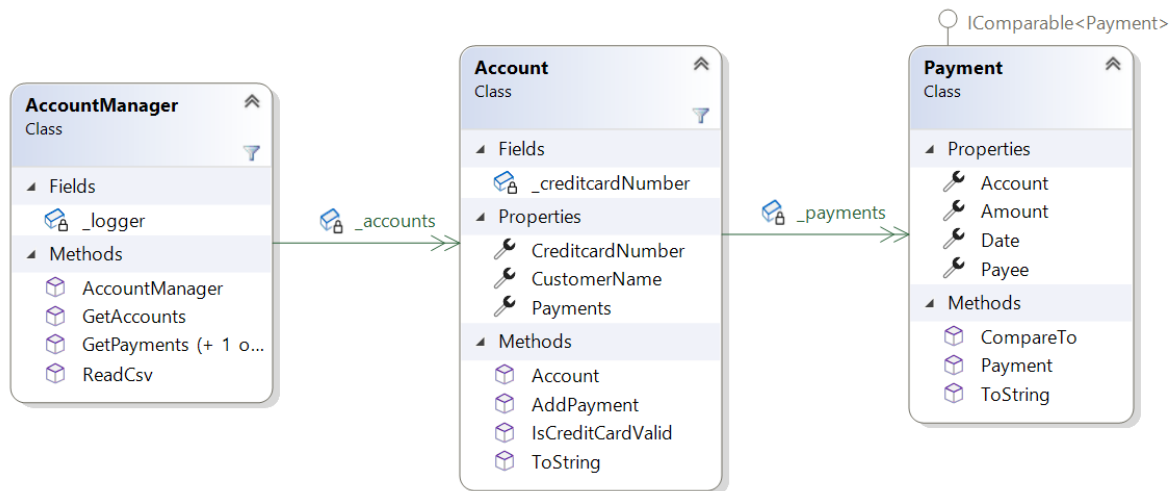 AccountManager
Class
Fields
_logger
Methods
AccountManager
GetAccounts
GetPayments (+ 1 o...
ReadCsv
_accounts
Account
Class
Fields
_creditcardNumber
Properties
CreditcardNumber
CustomerName
Payments
Methods
Account
AddPayment
IsCreditCardValid
ToString
_payments
IComparable<Payment>
Payment
Class
Properties
Account
Amount
Date
Payee
Methods
CompareTo
Payment
ToString